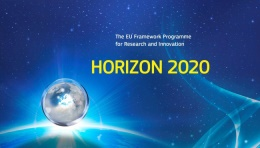 The EU Framework Programme
for Research and Innovation
HORIZON 2020